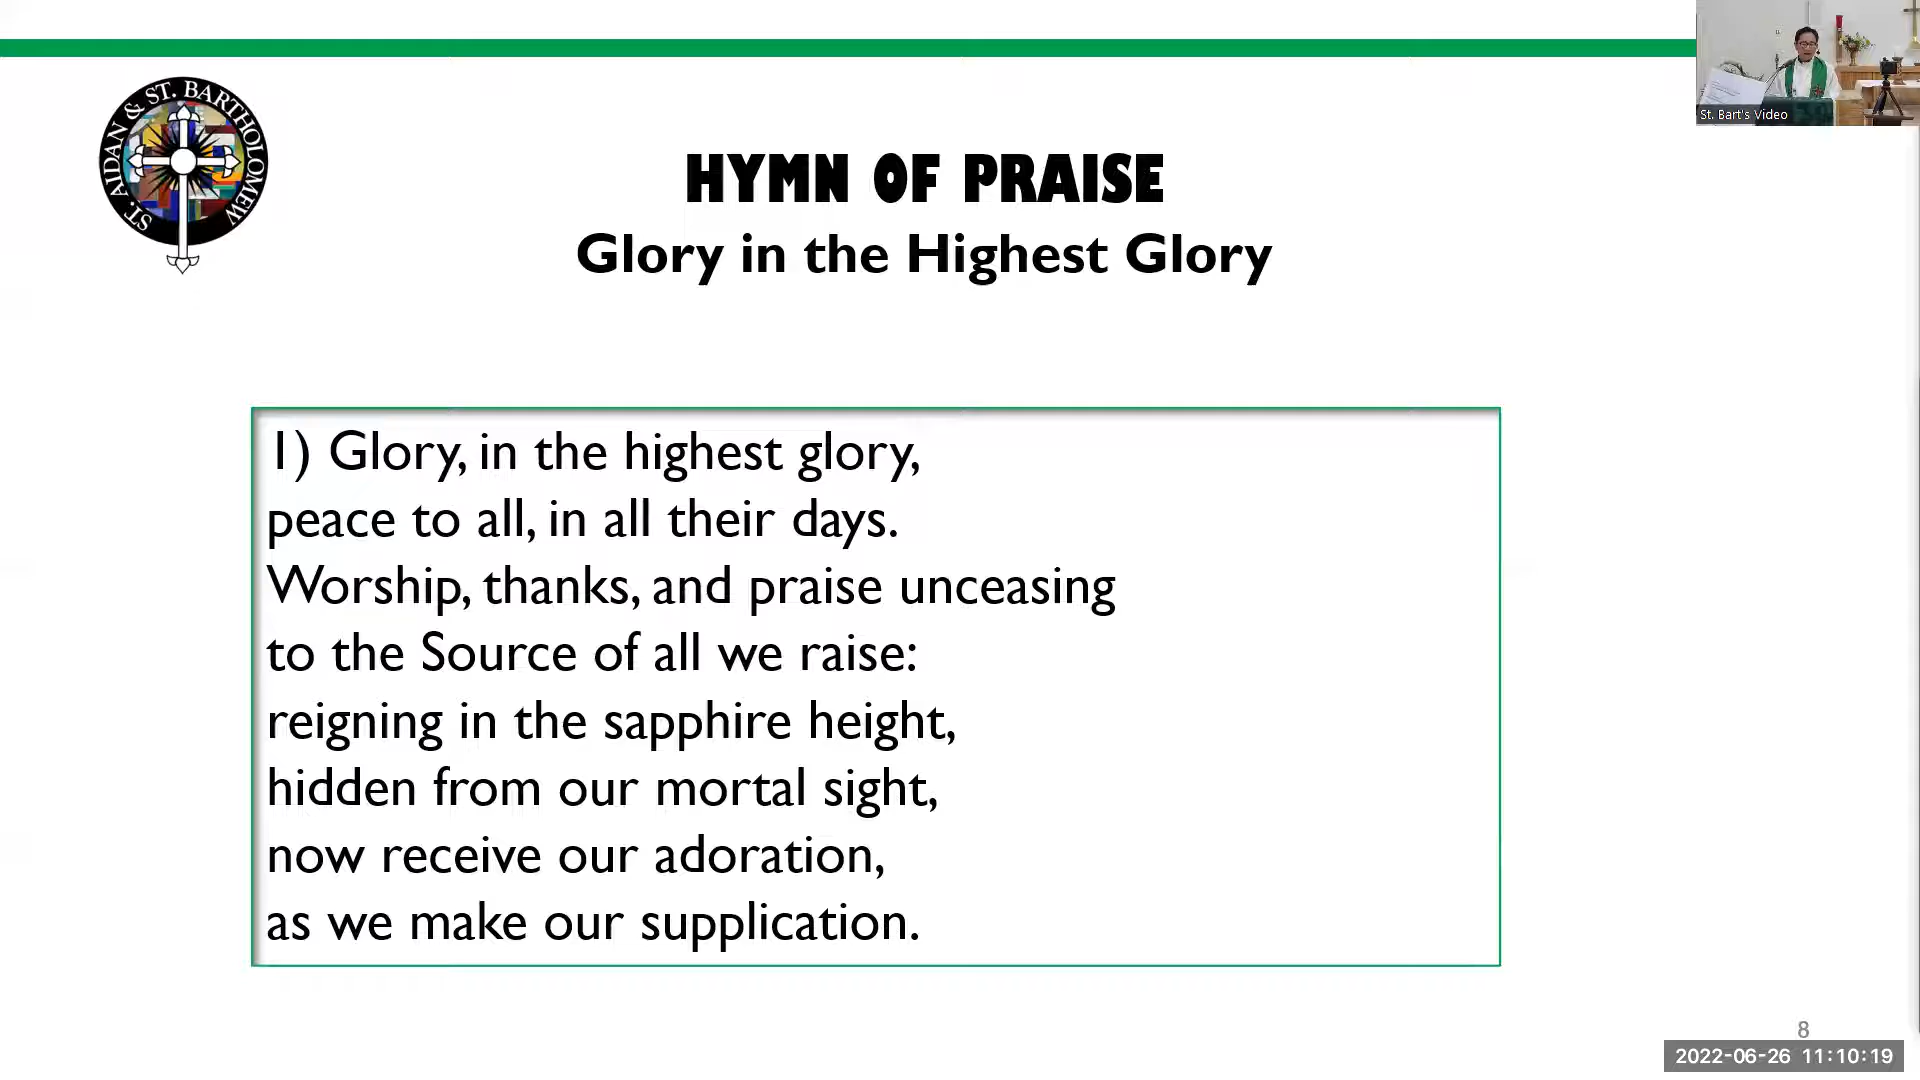 ST. AIDAN & ST. BARTHOLOMEW
St. Bart's Video
HYMN OF PRAISE
Glory in the Highest Glory
1) Glory, in the highest glory,
peace to all, in all their days.
Worship, thanks, and praise unceasing
to the Source of all we raise:
reigning in the sapphire height,
hidden from our mortal sight,
now receive our adoration,
as we make our supplication.
8
2022-06-26 11:10:19